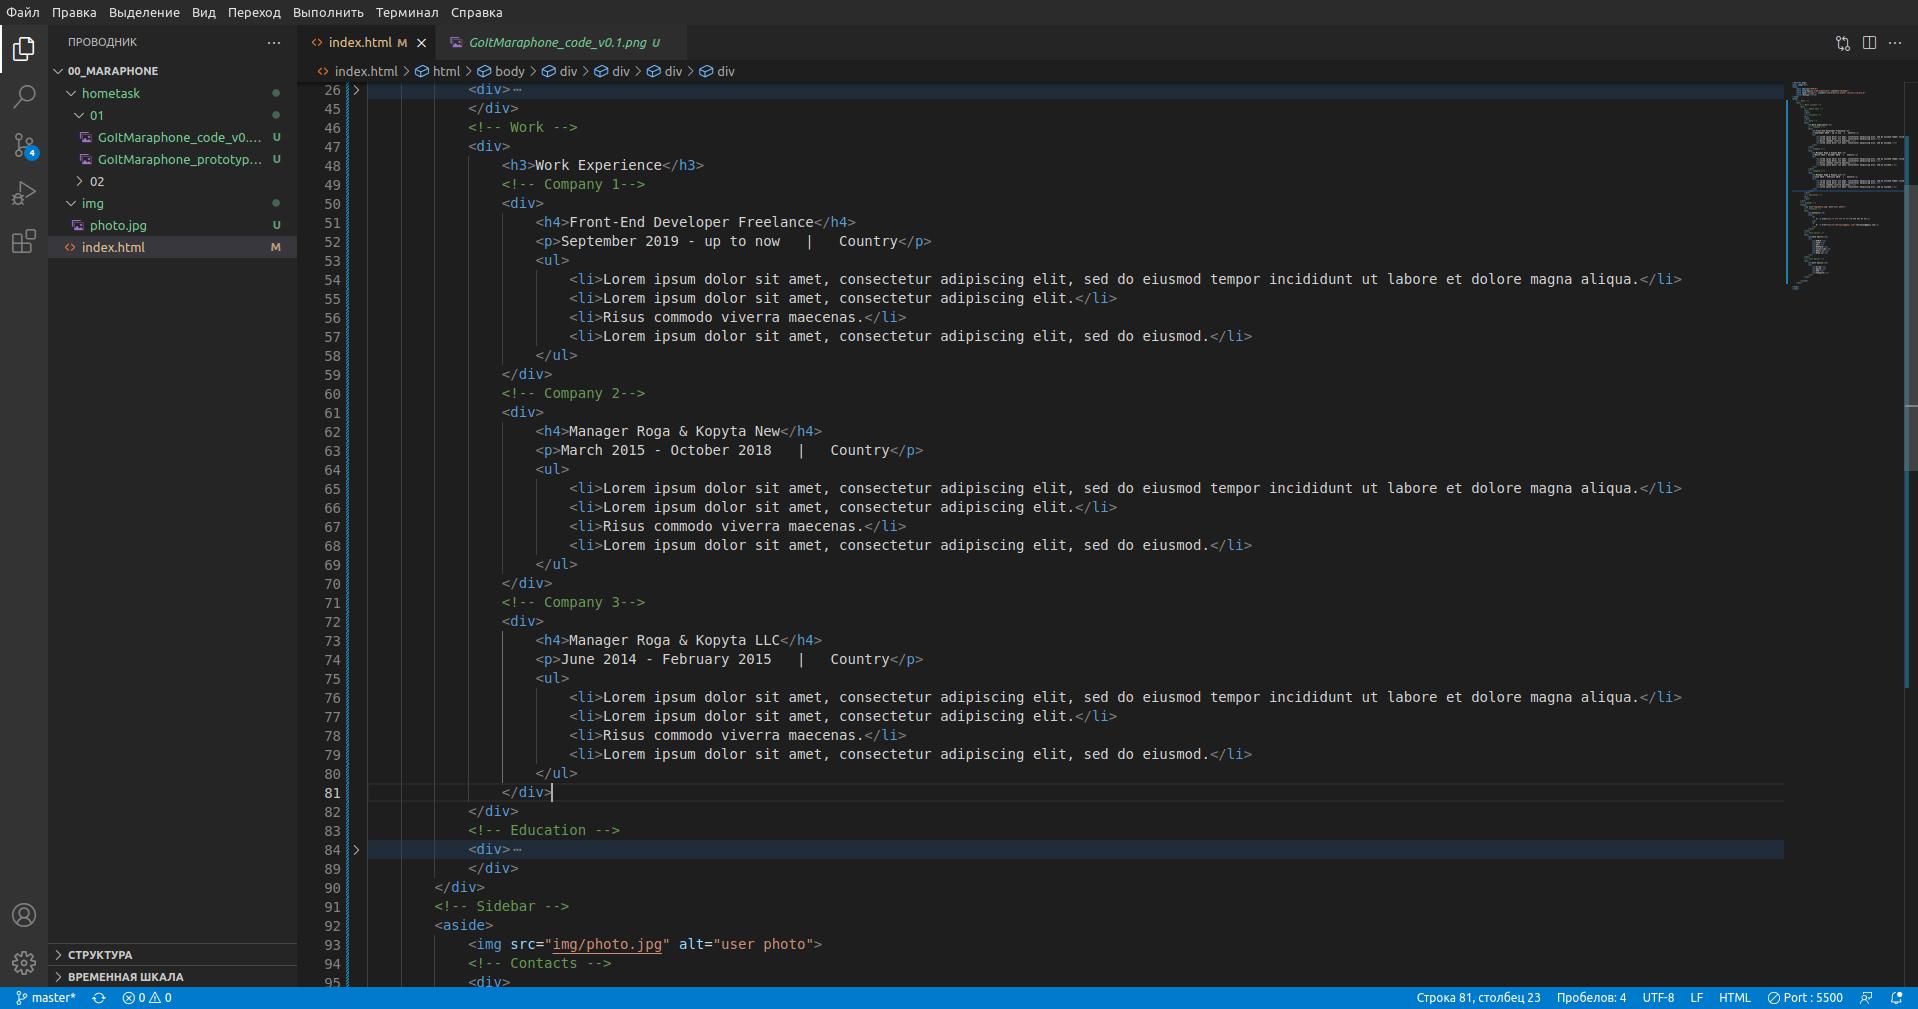 Файл Правка Выделение Вид Переход Выполнить Терминал Справка
ПРОВОДНИК ···
00_MARAPHONE
hometask
01
GoItMaraphone_code_v0.... U
GoItMaraphone_prototyp... U
02
img
photo.jpg U
index.html M
СТРУКТУРА
ВРЕМЕННАЯ ШКАЛА
4
index.html M GoItMaraphone_code_v0.1.png U
index.html > html > body > div > div > div > div
26 <div>···
45 </div>
46 <!-- Work -->
47 <div>
48 <h3>Work Experience</h3>
49 <!-- Company 1-->
50 <div>
51 <h4>Front-End Developer Freelance</h4>
52 <p>September 2019 - up to now | Country</p>
53 <ul>
54 <li>Lorem ipsum dolor sit amet, consectetur adipiscing elit, sed do eiusmod tempor incididunt ut labore et dolore magna aliqua.</li>
55 <li>Lorem ipsum dolor sit amet, consectetur adipiscing elit.</li>
56 <li>Risus commodo viverra maecenas.</li>
57 <li>Lorem ipsum dolor sit amet, consectetur adipiscing elit, sed do eiusmod.</li>
58 </ul>
59 </div>
60 <!-- Company 2-->
61 <div>
62 <h4>Manager Roga & Kopyta New</h4>
63 <p>March 2015 - October 2018 | Country</p>
64 <ul>
65 <li>Lorem ipsum dolor sit amet, consectetur adipiscing elit, sed do eiusmod tempor incididunt ut labore et dolore magna aliqua.</li>
66 <li>Lorem ipsum dolor sit amet, consectetur adipiscing elit.</li>
67 <li>Risus commodo viverra maecenas.</li>
68 <li>Lorem ipsum dolor sit amet, consectetur adipiscing elit, sed do eiusmod.</li>
69 </ul>
70 </div>
71 <!-- Company 3-->
72 <div>
73 <h4>Manager Roga & Kopyta LLC</h4>
74 <p>June 2014 - February 2015 | Country</p>
75 <ul>
76 <li>Lorem ipsum dolor sit amet, consectetur adipiscing elit, sed do eiusmod tempor incididunt ut labore et dolore magna aliqua.</li>
77 <li>Lorem ipsum dolor sit amet, consectetur adipiscing elit.</li>
78 <li>Risus commodo viverra maecenas.</li>
79 <li>Lorem ipsum dolor sit amet, consectetur adipiscing elit, sed do eiusmod.</li>
80 </ul>
81 </div>
82 </div>
83 <!-- Education -->
84 <div>···
89 </div>
90 </div>
91 <!-- Sidebar -->
92 <aside>
93 <img src="img/photo.jpg" alt="user photo">
94 <!-- Contacts -->
95 <div>
master* 0 0 Строка 81, столбец 23 Пробелов: 4 UTF-8 LF HTML Port : 5500